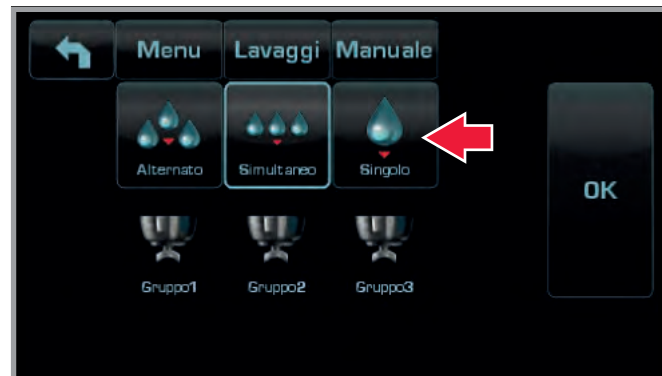 Menu Lavaggi Manuale
Alternato Simultaneo Singolo
OK
Gruppo1 Gruppo2 Gruppo3